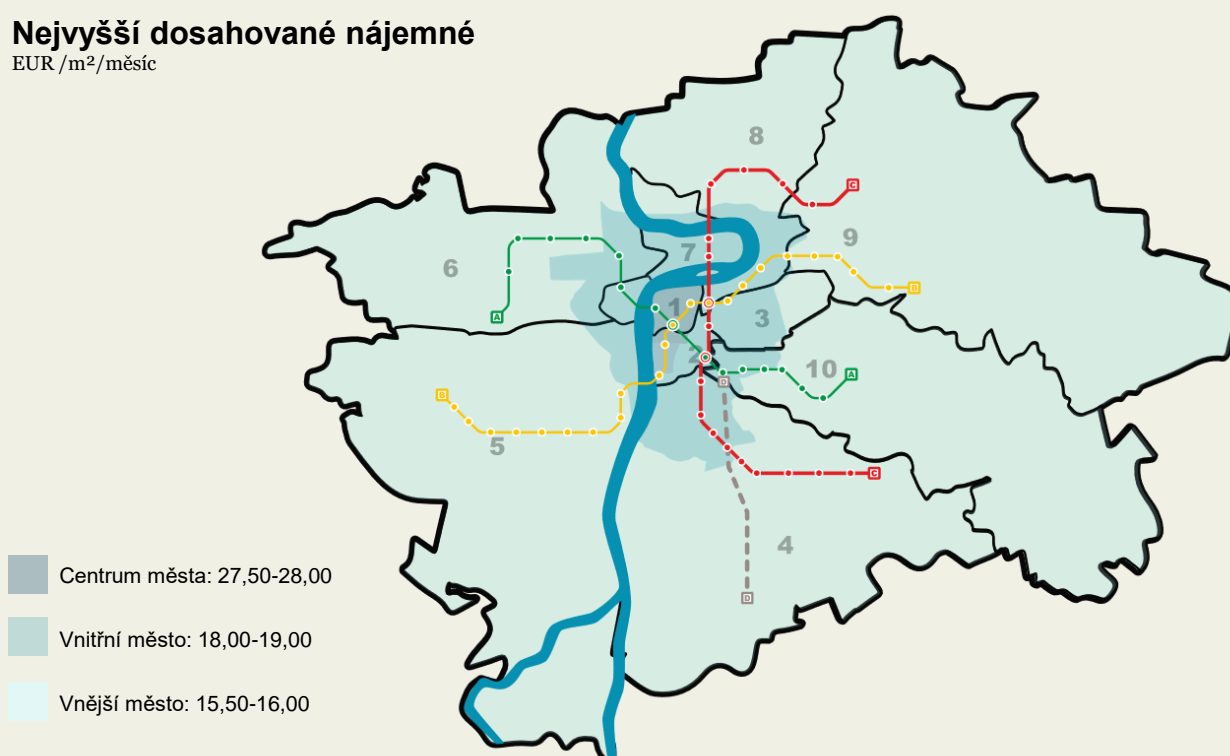 Nejvyšší dosahované nájemné
EUR /m²/měsíc
8
C
9
6
7
B
1
3
A
2
10
A
D
B
5
C
4
D
Centrum města: 27,50-28,00
Vnitřní město: 18,00-19,00
Vnější město: 15,50-16,00